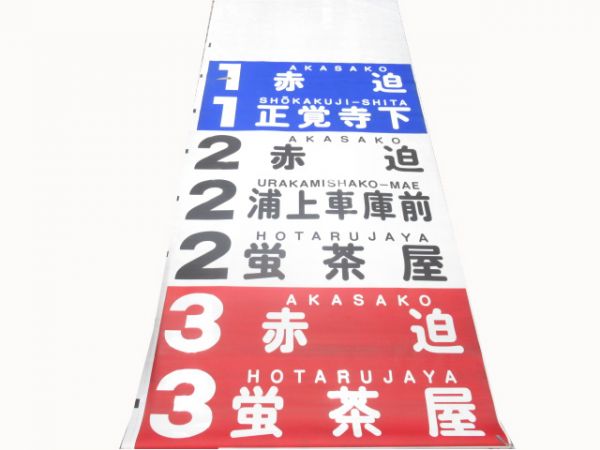 AKASAKO
1 赤迫
SHŌKAKUJI-SHITA
1 正覚寺下
AKASAKO
2 赤迫
URAKAMISHAKO-MAE
2 浦上車庫前
HOTARUJAYA
2 蛍茶屋
AKASAKO
3 赤迫
HOTARUJAYA
3 蛍茶屋